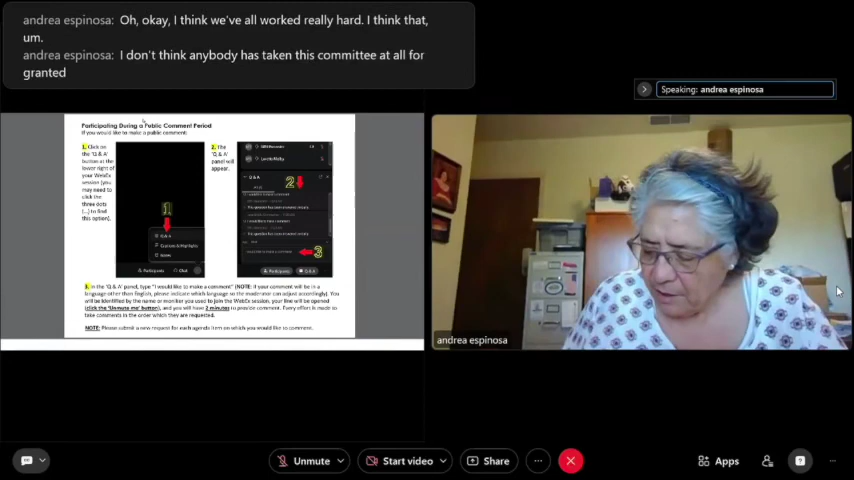 andrea espinosa: Oh, okay, I think we've all worked really hard. I think that,
um.
andrea espinosa: I don't think anybody has taken this committee at all for
granted
Speaking: andrea espinosa
Participating During a Public Comment Period
If you would like to make a public comment:
1. Click on
the 'Q & A'
button at the
lower right of
your WebEx
session (you
may need to
click the
three dots
(...) to find
this option).
1
Q & A
Participants
Chat
2. The
'Q & A'
panel will
appear.
Q & A
2
3
Participants
Q & A
3. In the 'Q & A' panel, type "I would like to make a comment" (NOTE: if your comment will be in a
language other than English, please indicate which language so the moderator can adjust accordingly). You
will be identified by the name or moniker you used to join the WebEx session, your line will be opened
(click the 'Unmute me' button), and you will have 2 minutes to provide comment. Every effort is made to
take comments in the order which they are requested.
NOTE: Please submit a new request for each agenda item on which you would like to comment.
andrea espinosa
Unmute
Start video
Share
Apps